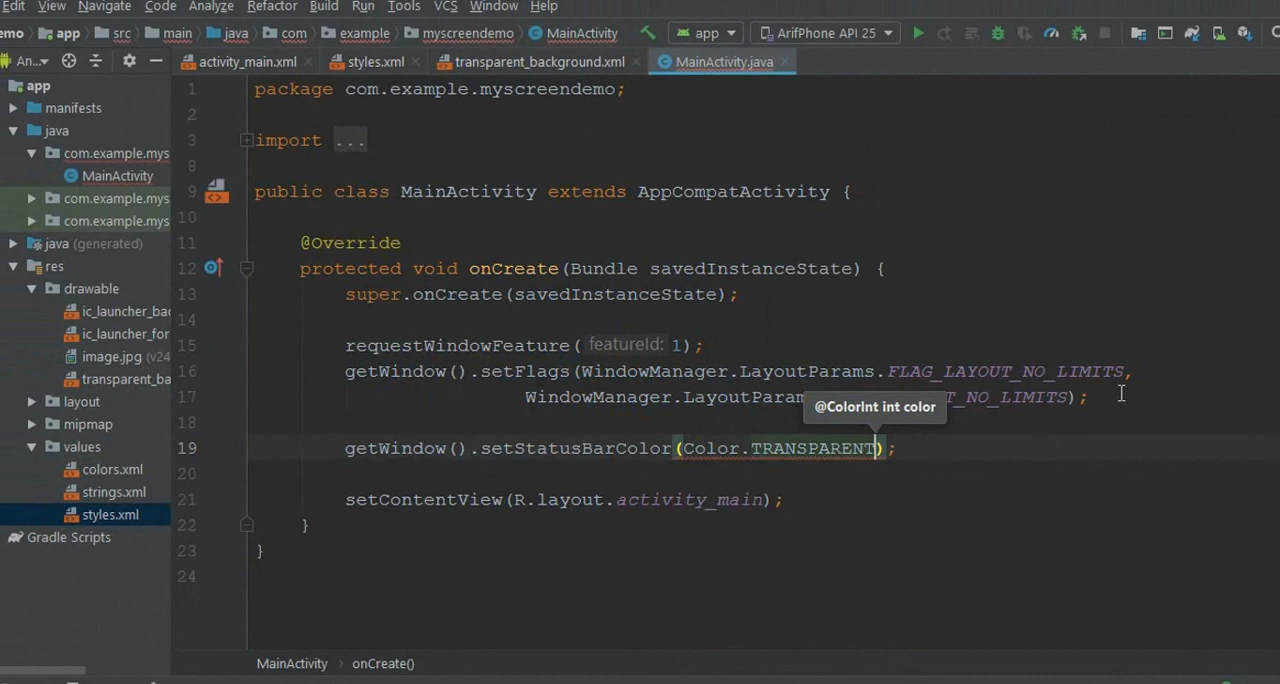 Edit View Navigate Code Analyze Refactor Build Run Tools VCS Window Help
emo app src main java com example myscreendemo MainActivity app ArifPhone API 25
An... activity_main.xml styles.xml transparent_background.xml MainActivity.java
app
manifests
java
com.example.mys
MainActivity
com.example.mys
com.example.mys
java (generated)
res
drawable
ic_launcher_bac
ic_launcher_for
image.jpg (v24
transparent_ba
layout
mipmap
values
colors.xml
strings.xml
styles.xml
Gradle Scripts
1 package com.example.myscreendemo;
2
3 import ...
8
9 public class MainActivity extends AppCompatActivity {
10
11 @Override
12 protected void onCreate(Bundle savedInstanceState) {
13 super.onCreate(savedInstanceState);
14
15 requestWindowFeature( featureId: 1);
16 getWindow().setFlags(WindowManager.LayoutParams.FLAG_LAYOUT_NO_LIMITS,
17 WindowManager.LayoutParam T_NO_LIMITS);
@ColorInt int color
18
19 getWindow().setStatusBarColor(Color.TRANSPARENT);
20
21 setContentView(R.layout.activity_main);
22 }
23 }
24
MainActivity onCreate()